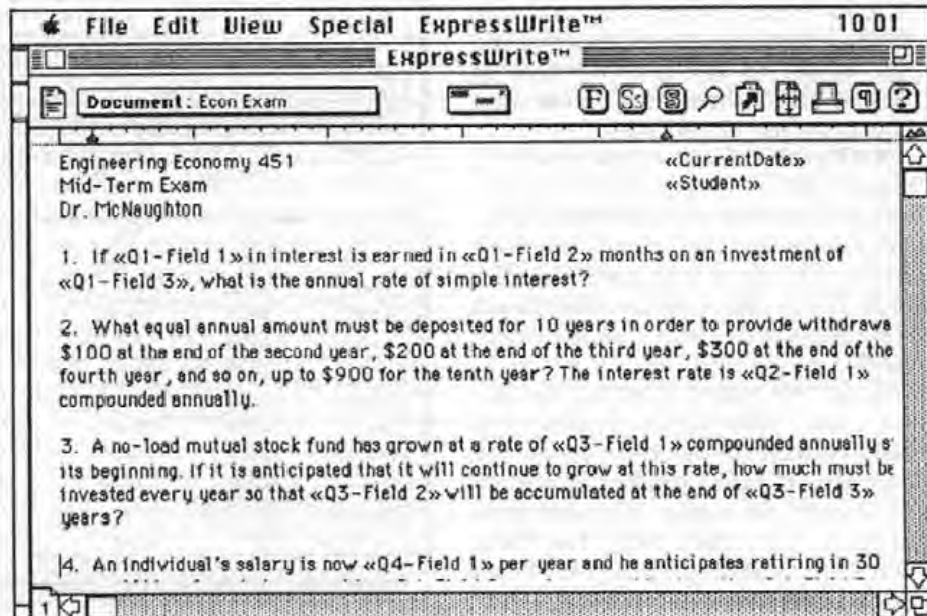 File Edit View Special ExpressWrite™ 10 01
ExpressWrite™
Document: Econ Exam F S ¶ ?
Engineering Economy 451 «CurrentDate»
Mid-Term Exam «Student»
Dr. McNaughton
1. If «Q1-Field 1» in interest is earned in «Q1-Field 2» months on an investment of
«Q1-Field 3», what is the annual rate of simple interest?
2. What equal annual amount must be deposited for 10 years in order to provide withdrawa
$100 at the end of the second year, $200 at the end of the third year, $300 at the end of the
fourth year, and so on, up to $900 for the tenth year? The interest rate is «Q2-Field 1»
compounded annually.
3. A no-load mutual stock fund has grown at a rate of «Q3-Field 1» compounded annually s
its beginning. If it is anticipated that it will continue to grow at this rate, how much must be
invested every year so that «Q3-Field 2» will be accumulated at the end of «Q3-Field 3»
years?
4. An individual's salary is now «Q4-Field 1» per year and he anticipates retiring in 30
1